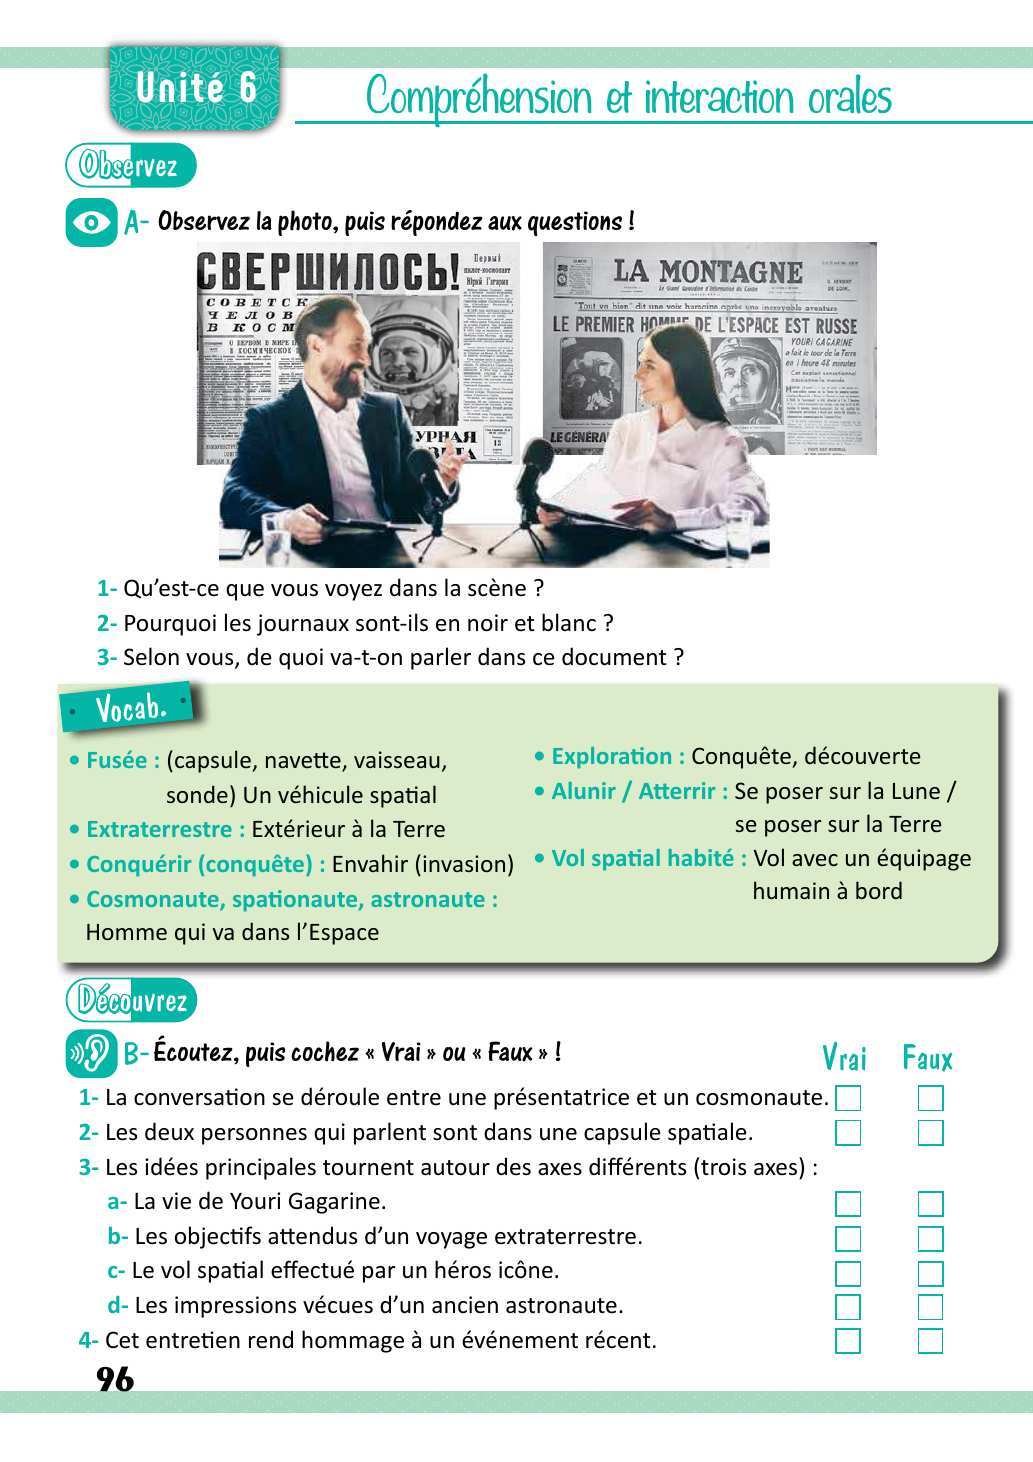 Unité 6
Compréhension et interaction orales
Observez
A- Observez la photo, puis répondez aux questions !
СВЕРШИЛОСЬ!
Первый
пилот-космонавт
Юрий Гагарин
СОВЕТСК
ЧЕЛОВ
В КОСМ
LA MONTAGNE
"Tout va bien" dit une voix
après une incroyable aventure
LE PREMIER HOMME DE L'ESPACE EST RUSSE
YOURI GAGARINE
a fait le tour de la Terre
en 1 heure 48 minutes
LE GÉNÉRA
УРНАЯ
1- Qu’est-ce que vous voyez dans la scène ?
2- Pourquoi les journaux sont-ils en noir et blanc ?
3- Selon vous, de quoi va-t-on parler dans ce document ?
Vocab.
• Fusée : (capsule, navette, vaisseau,
sonde) Un véhicule spatial
• Extraterrestre : Extérieur à la Terre
• Conquérir (conquête) : Envahir (invasion)
• Cosmonaute, spationaute, astronaute :
Homme qui va dans l’Espace
• Exploration : Conquête, découverte
• Alunir / Atterrir : Se poser sur la Lune /
se poser sur la Terre
• Vol spatial habité : Vol avec un équipage
humain à bord
Découvrez
B- Écoutez, puis cochez « Vrai » ou « Faux » !
Vrai Faux
1- La conversation se déroule entre une présentatrice et un cosmonaute.
2- Les deux personnes qui parlent sont dans une capsule spatiale.
3- Les idées principales tournent autour des axes différents (trois axes) :
a- La vie de Youri Gagarine.
b- Les objectifs attendus d’un voyage extraterrestre.
c- Le vol spatial effectué par un héros icône.
d- Les impressions vécues d’un ancien astronaute.
4- Cet entretien rend hommage à un événement récent.
96